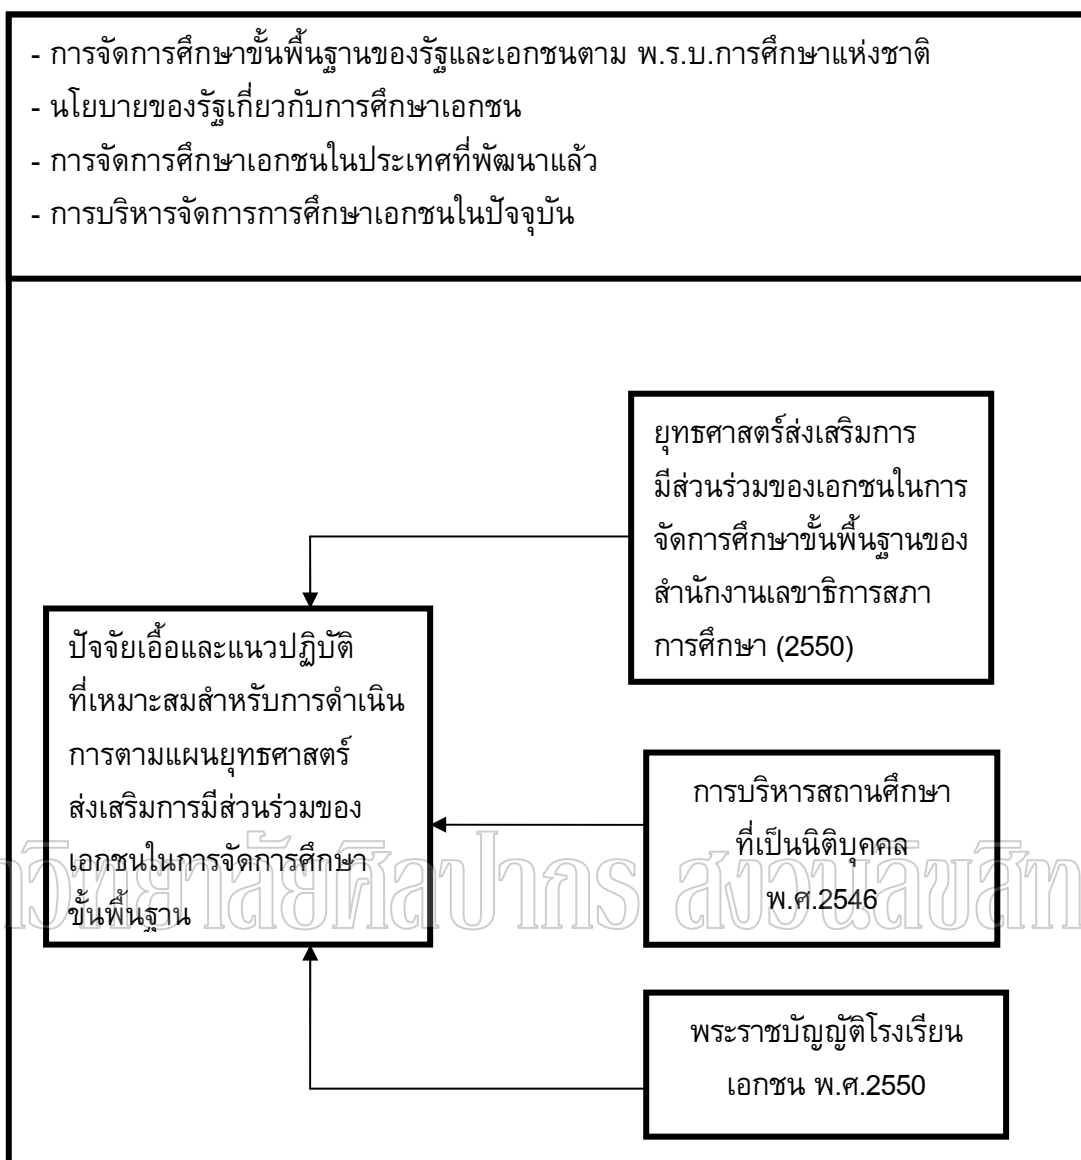 - การจัดการศึกษาขั้นพื้นฐานของรัฐและเอกชนตาม พ.ร.บ.การศึกษาแห่งชาติ
- นโยบายของรัฐเกี่ยวกับการศึกษาเอกชน
- การจัดการศึกษาเอกชนในประเทศที่พัฒนาแล้ว
- การบริหารจัดการการศึกษาเอกชนในปัจจุบัน
ยุทธศาสตร์ส่งเสริมการ
มีส่วนร่วมของเอกชนในการ
จัดการศึกษาขั้นพื้นฐานของ
สำนักงานเลขาธิการสภา
การศึกษา (2550)
ปัจจัยเอื้อและแนวปฏิบัติ
ที่เหมาะสมสำหรับการดำเนิน
การตามแผนยุทธศาสตร์
ส่งเสริมการมีส่วนร่วมของ
เอกชนในการจัดการศึกษา
ขั้นพื้นฐาน
การบริหารสถานศึกษา
ที่เป็นนิติบุคคล
พ.ศ.2546
พระราชบัญญัติโรงเรียน
เอกชน พ.ศ.2550
าวิทยาลัยศิลปากร สงวนลิขสิท